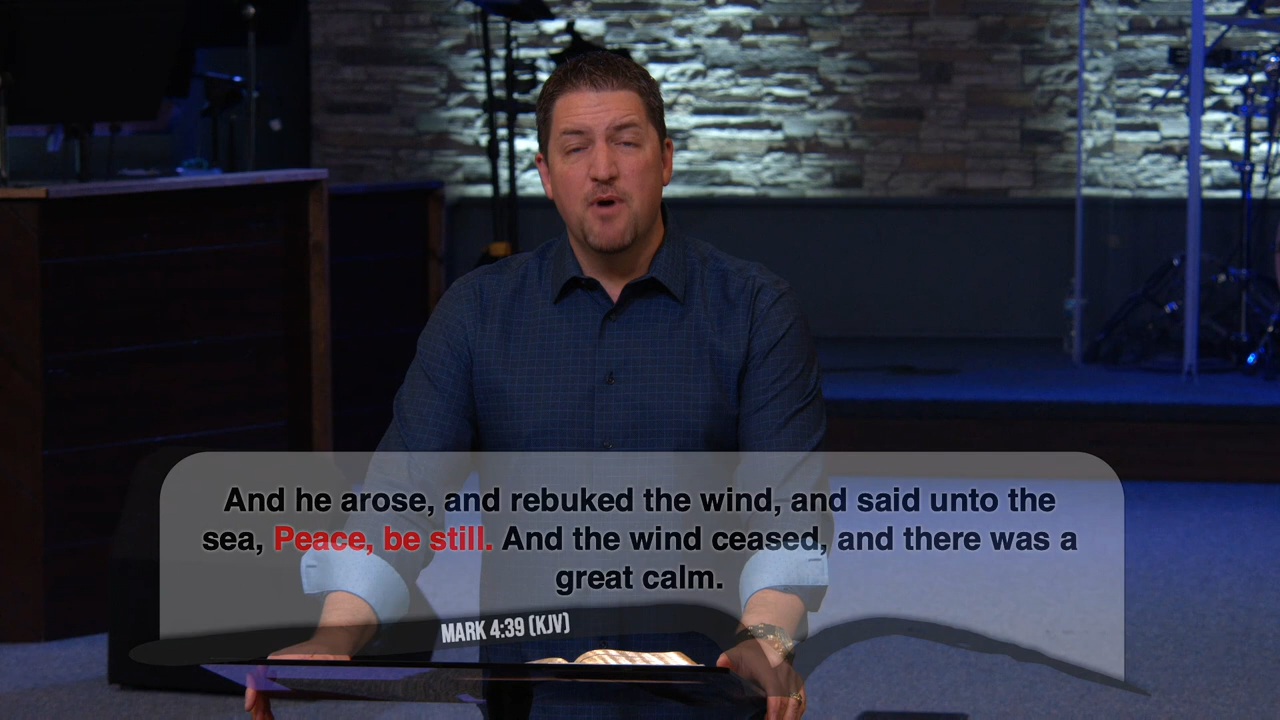 And he arose, and rebuked the wind, and said unto the
sea, Peace, be still. And the wind ceased, and there was a
great calm.
MARK 4:39 (KJV)